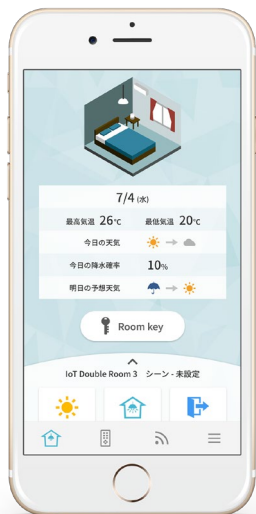 7/4 (水)
最高気温 26℃ 最低気温 20℃
今日の天気
今日の降水確率 10%
明日の予想天気
Room key
IoT Double Room 3 シーン - 未設定